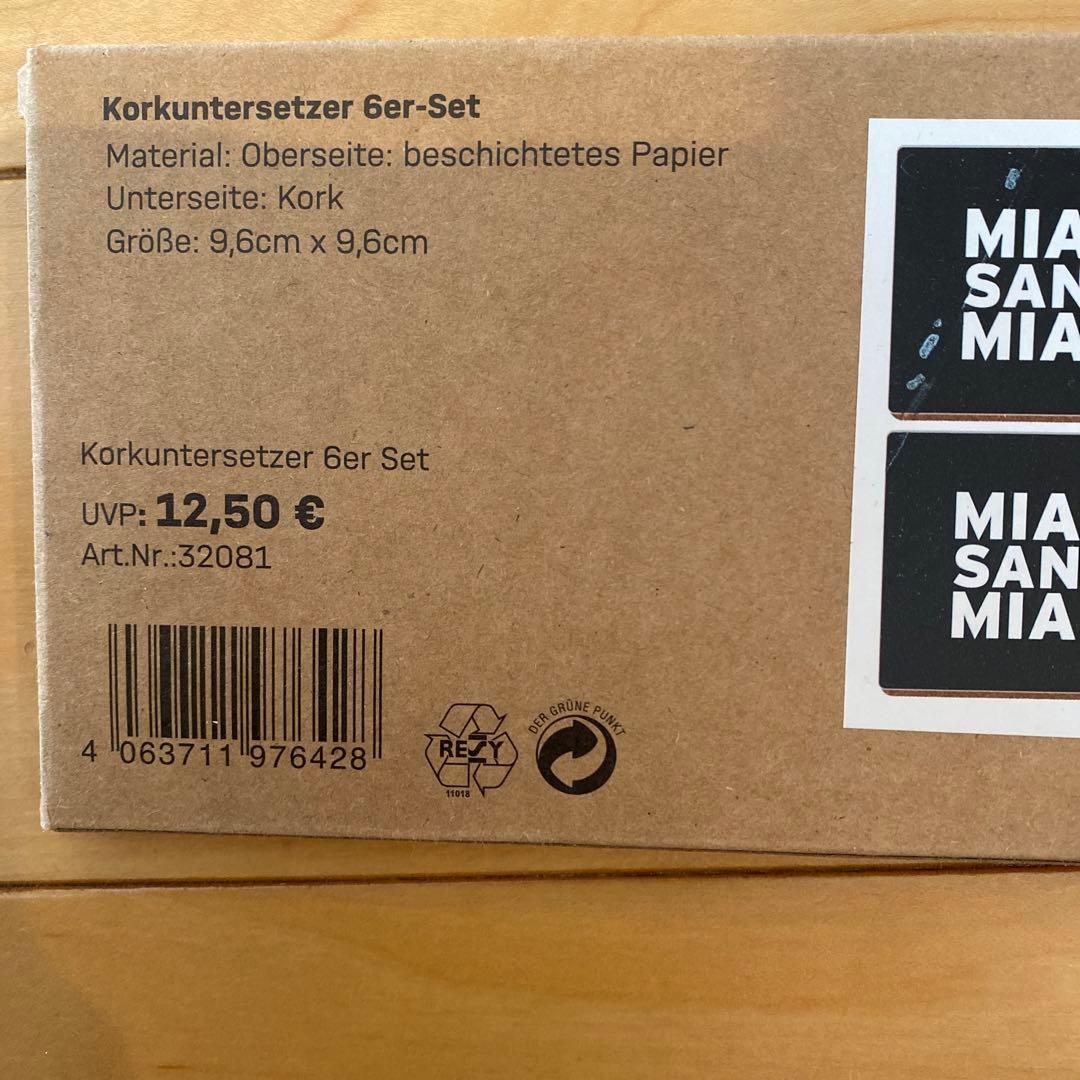 Korkuntersetzer 6er-Set
Material: Oberseite: beschichtetes Papier
Unterseite: Kork
Größe: 9,6cm x 9,6cm
MIA
SAN
MIA
Korkuntersetzer 6er Set
UVP: 12,50 €
Art.Nr.:32081
MIA
SAN
MIA
4 063711 976428
RESY
11018
DER GRÜNE PUNKT